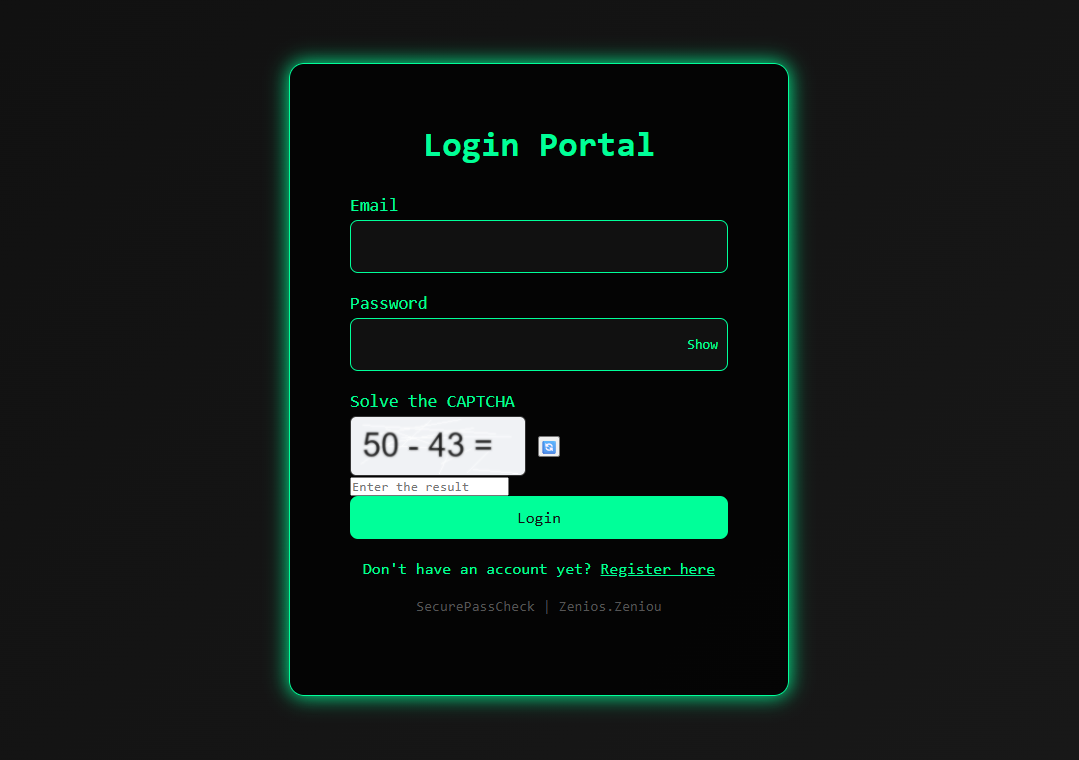 Login Portal
Email
Password
Show
Solve the CAPTCHA
50 - 43 =
Enter the result
Login
Don't have an account yet? Register here
SecurePassCheck | Zenios.Zeniou